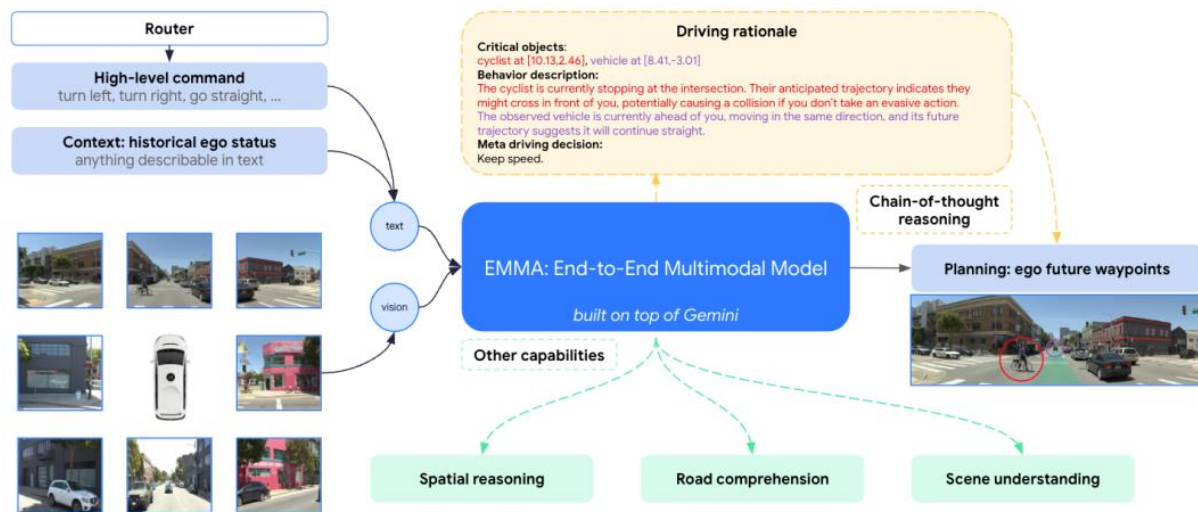 Router
High-level command
turn left, turn right, go straight, ...
Context: historical ego status
anything describable in text
text
vision
Driving rationale
Critical objects:
cyclist at [10.13,2.46], vehicle at [8.41,-3.01]
Behavior description:
The cyclist is currently stopping at the intersection. Their anticipated trajectory indicates they
might cross in front of you, potentially causing a collision if you don't take an evasive action.
The observed vehicle is currently ahead of you, moving in the same direction, and its future
trajectory suggests it will continue straight.
Meta driving decision:
Keep speed.
EMMA: End-to-End Multimodal Model
built on top of Gemini
Chain-of-thought
reasoning
Planning: ego future waypoints
Other capabilities
Spatial reasoning
Road comprehension
Scene understanding